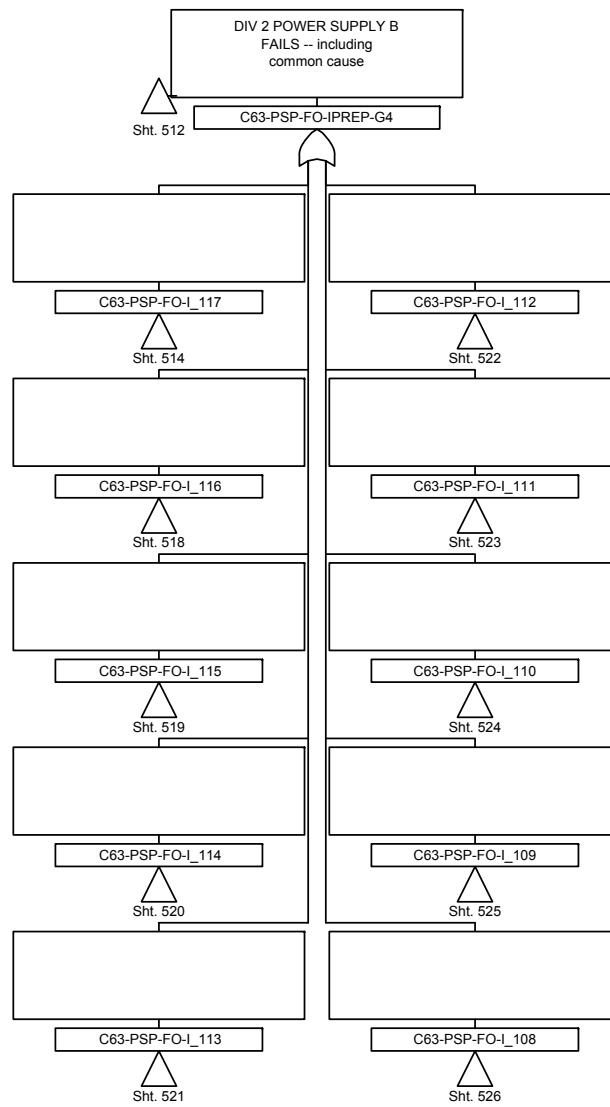 DIV 2 POWER SUPPLY B
FAILS -- including
common cause
Sht. 512
C63-PSP-FO-IPREP-G4
C63-PSP-FO-I_117
Sht. 514
C63-PSP-FO-I_112
Sht. 522
C63-PSP-FO-I_116
Sht. 518
C63-PSP-FO-I_111
Sht. 523
C63-PSP-FO-I_115
Sht. 519
C63-PSP-FO-I_110
Sht. 524
C63-PSP-FO-I_114
Sht. 520
C63-PSP-FO-I_109
Sht. 525
C63-PSP-FO-I_113
Sht. 521
C63-PSP-FO-I_108
Sht. 526